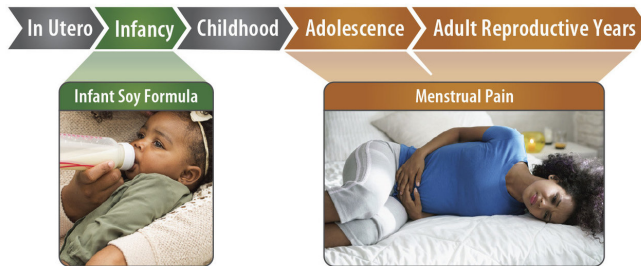 In Utero Infancy Childhood Adolescence Adult Reproductive Years
Infant Soy Formula
Menstrual Pain